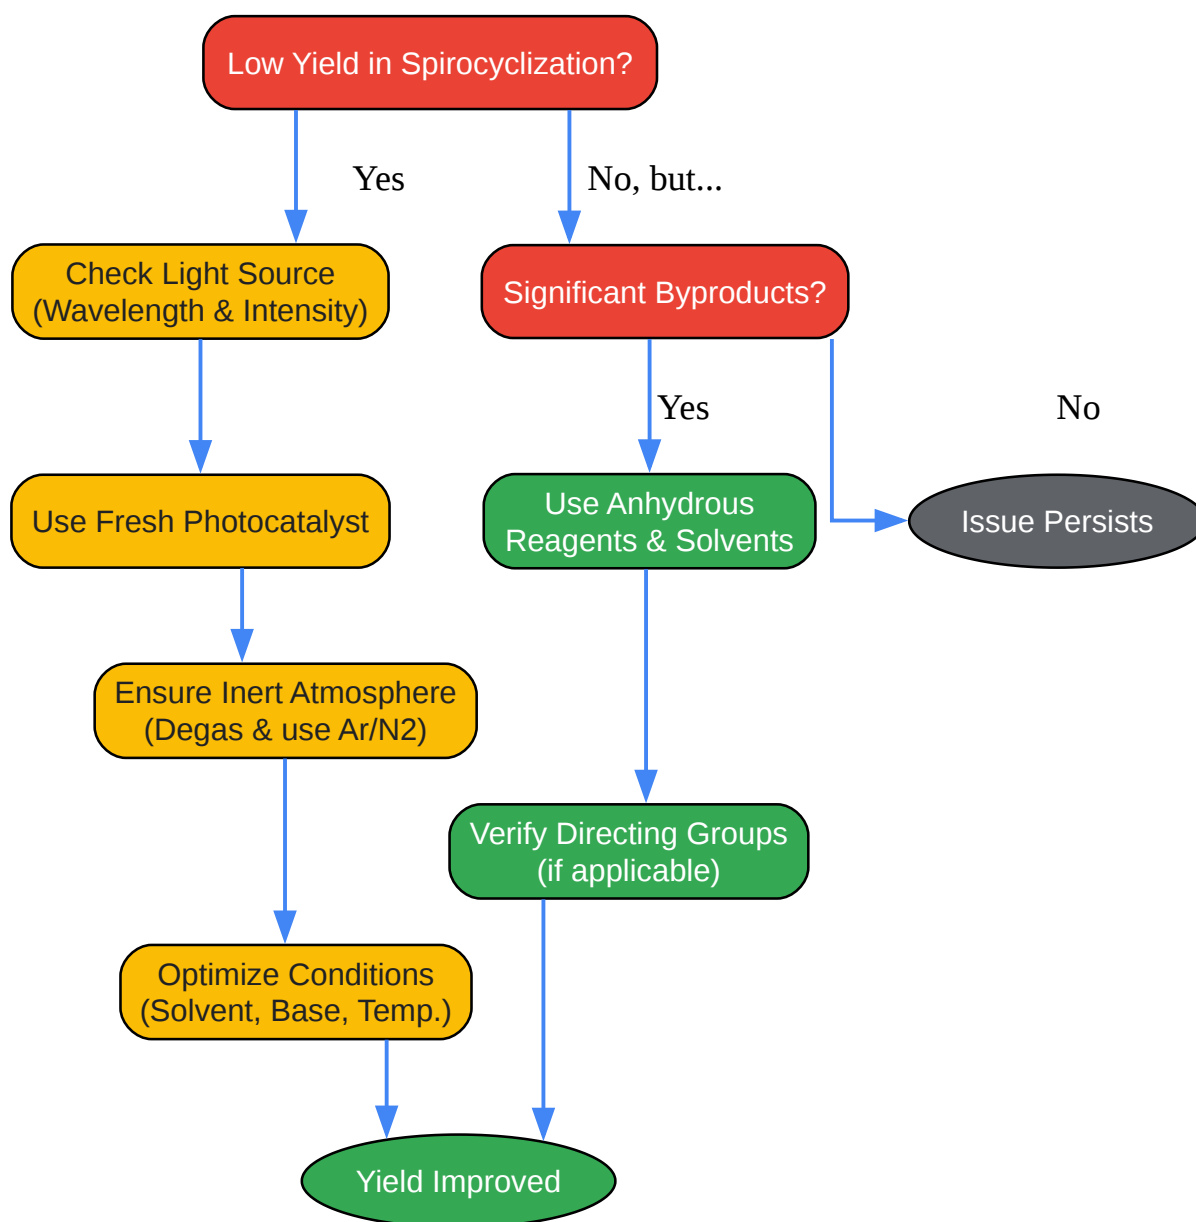 Low Yield in Spirocyclization?
Yes
No, but...
Check Light Source
(Wavelength & Intensity)
Significant Byproducts?
Yes
No
Use Fresh Photocatalyst
Use Anhydrous
Reagents & Solvents
Issue Persists
Ensure Inert Atmosphere
(Degas & use Ar/N2)
Verify Directing Groups
(if applicable)
Optimize Conditions
(Solvent, Base, Temp.)
Yield Improved